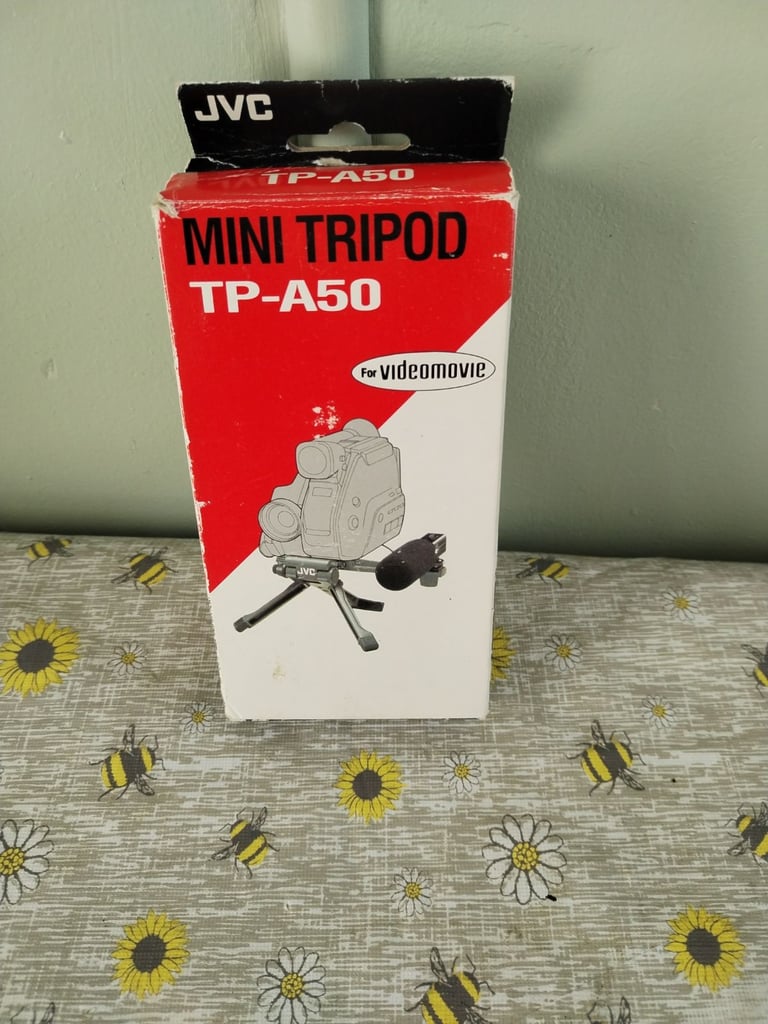 JVC
TP-A50
MINI TRIPOD
TP-A50
For videomovie
JVC